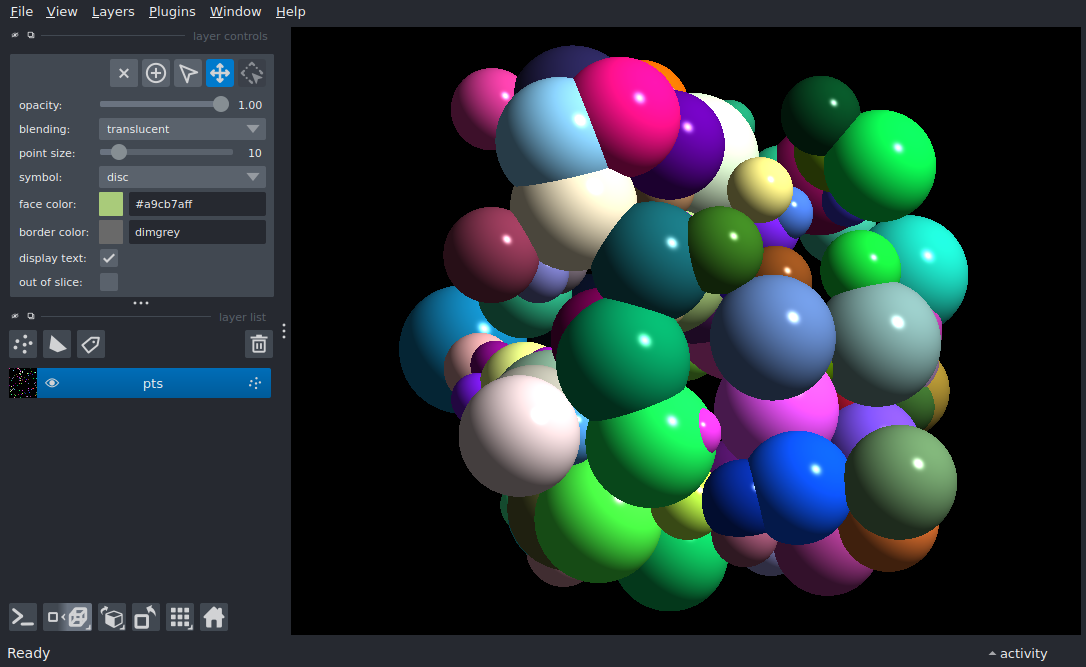 File View Layers Plugins Window Help
layer controls
opacity: 1.00
blending: translucent
point size: 10
symbol: disc
face color: #a9cb7aff
border color: dimgrey
display text:
out of slice:
layer list
pts
Ready
activity